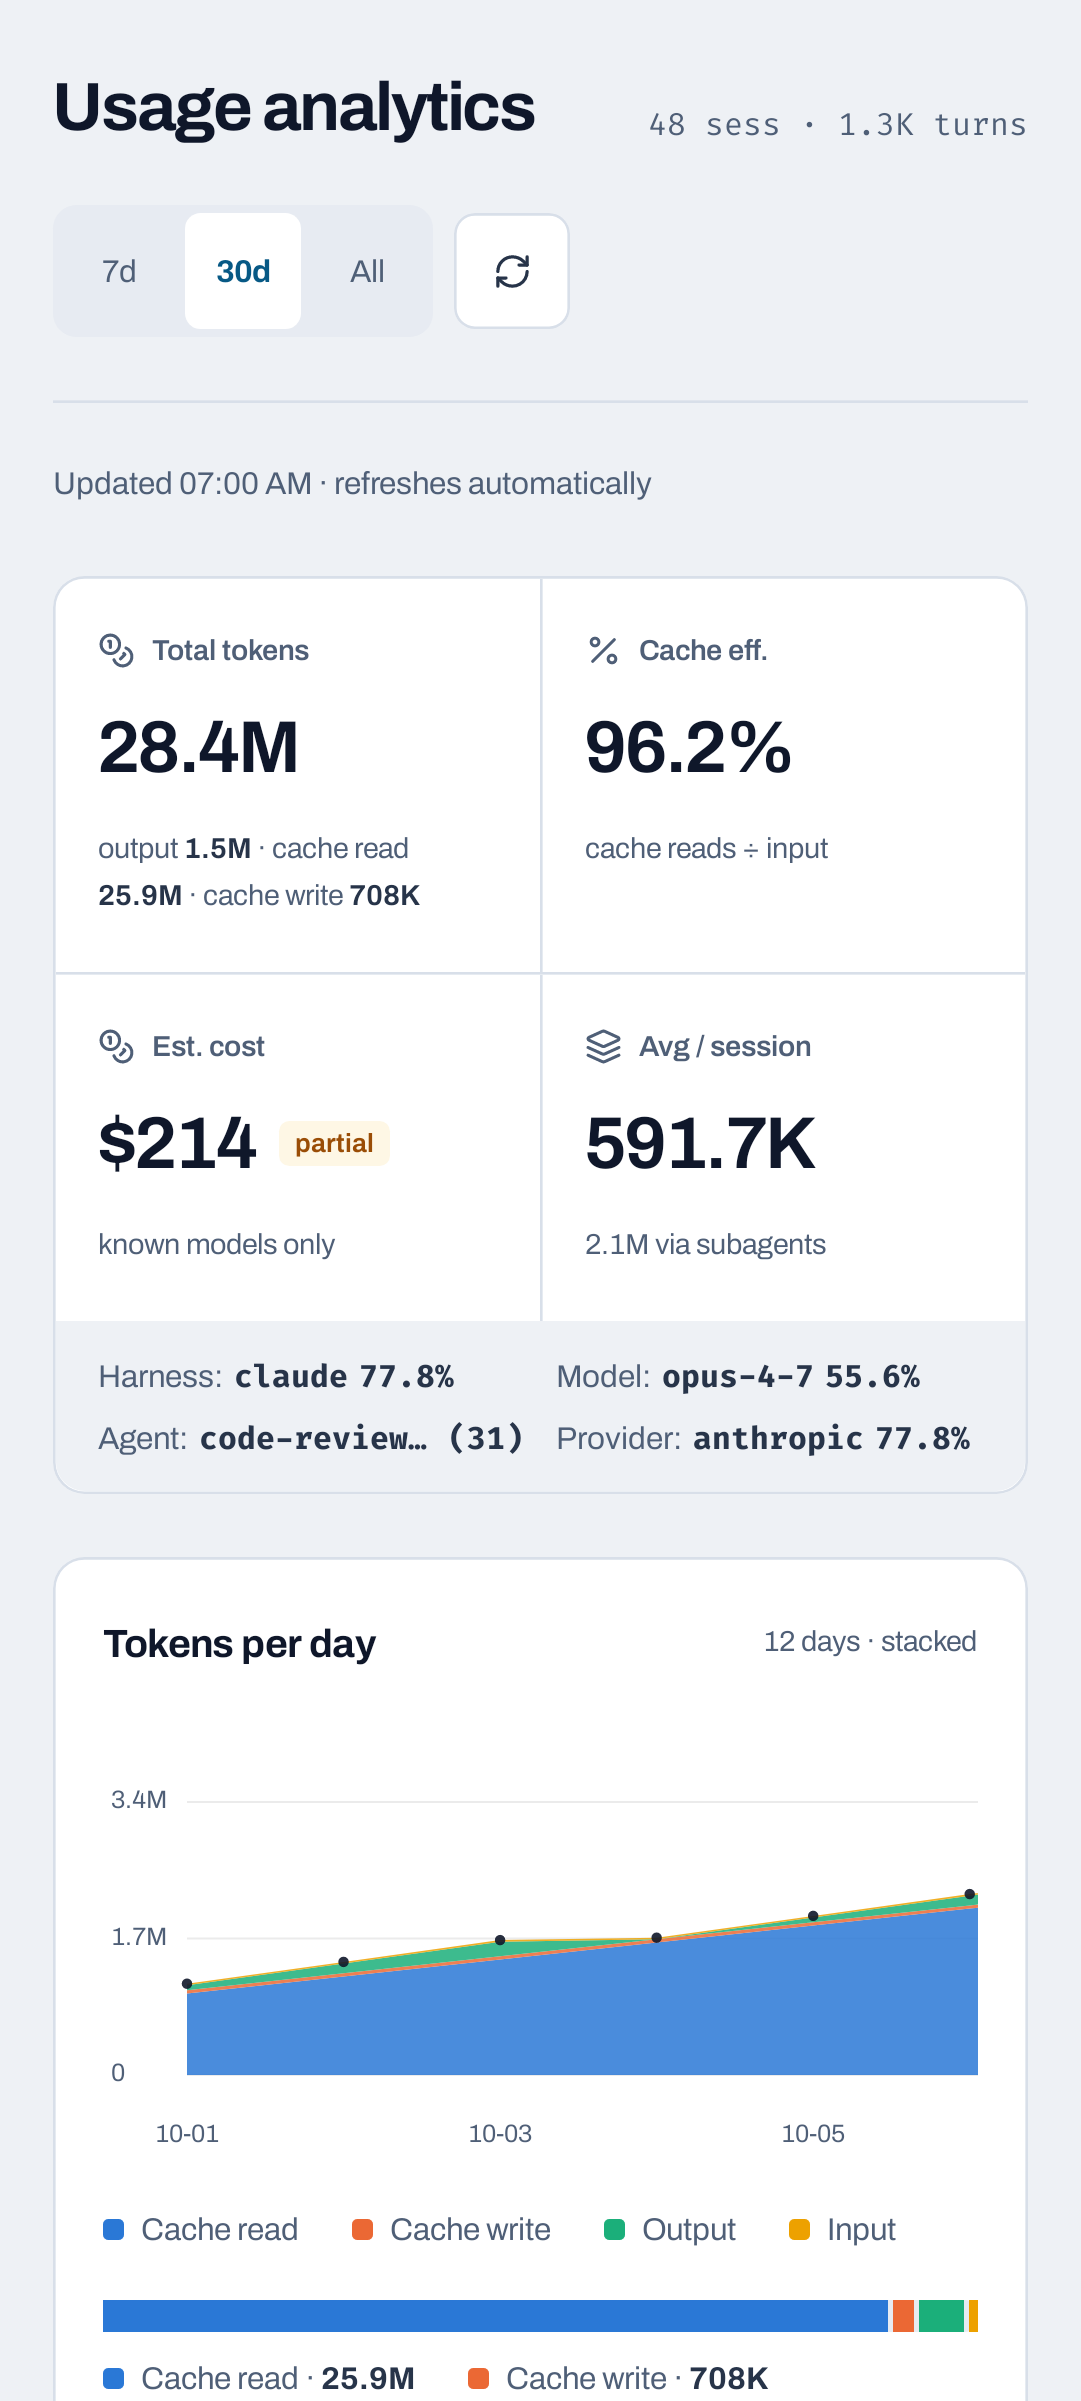 Usage analytics
48 sess · 1.3K turns
7d
30d
All
Updated 07:00 AM · refreshes automatically
Total tokens
28.4M
output 1.5M · cache read
25.9M · cache write 708K
Cache eff.
96.2%
cache reads ÷ input
Est. cost
$214 partial
known models only
Avg / session
591.7K
2.1M via subagents
Harness: claude 77.8%
Model: opus-4-7 55.6%
Agent: code-review… (31)
Provider: anthropic 77.8%
Tokens per day
12 days · stacked
3.4M
1.7M
0
10-01
10-03
10-05
Cache read
Cache write
Output
Input
Cache read · 25.9M
Cache write · 708K